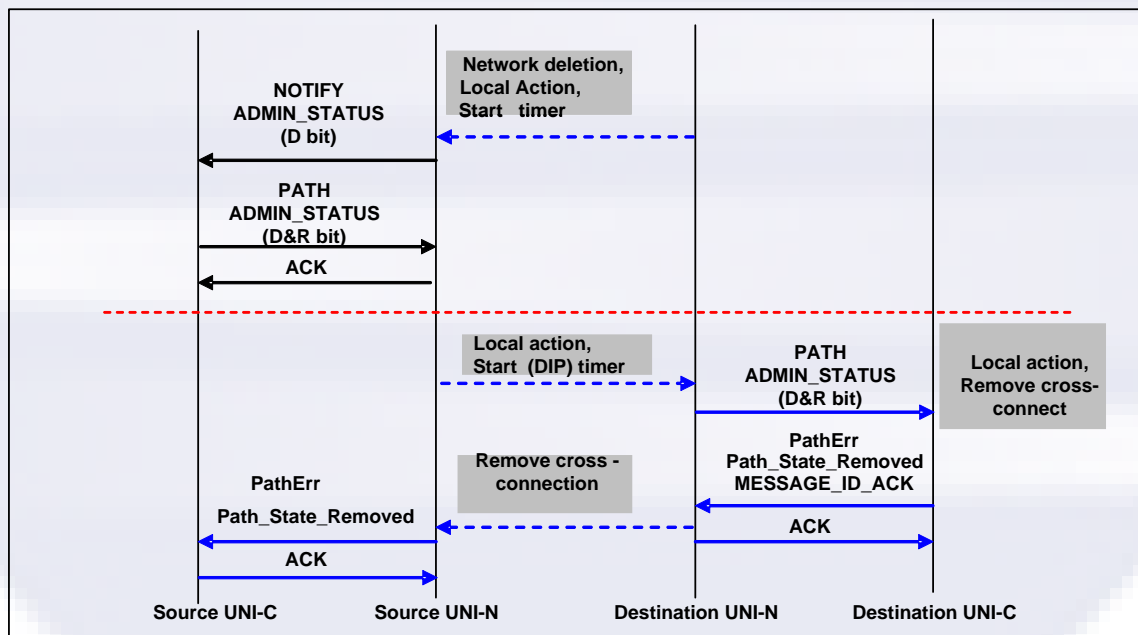 Network deletion,
Local Action,
Start timer
NOTIFY
ADMIN_STATUS
(D bit)
PATH
ADMIN_STATUS
(D&R bit)
ACK
Local action,
Start (DIP) timer
PATH
ADMIN_STATUS
(D&R bit)
Local action,
Remove cross-
connect
PathErr
Path_State_Removed
MESSAGE_ID_ACK
Remove cross -
connection
PathErr
Path_State_Removed
ACK
ACK
Source UNI-C
Source UNI-N
Destination UNI-N
Destination UNI-C